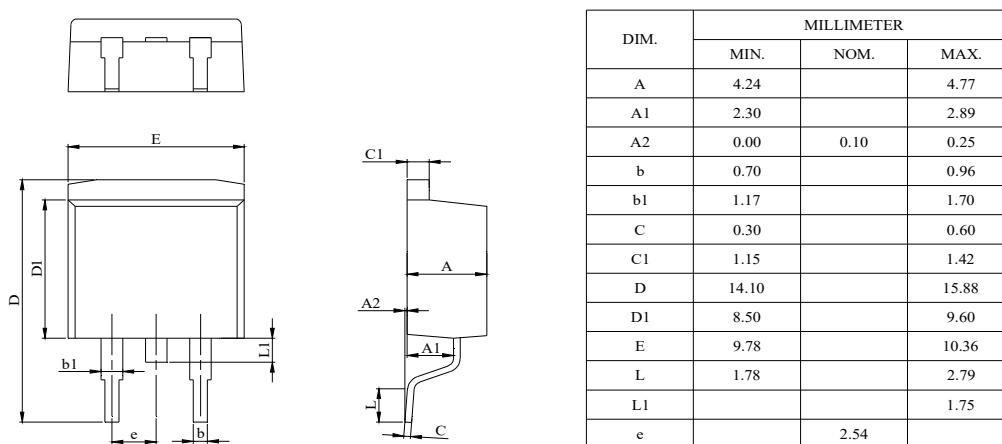 E
C1
D
D1
A
A2
A1
L1
b1
L
e
b
C
DIM. MILLIMETER
MIN. NOM. MAX.
A 4.24 4.77
A1 2.30 2.89
A2 0.00 0.10 0.25
b 0.70 0.96
b1 1.17 1.70
C 0.30 0.60
C1 1.15 1.42
D 14.10 15.88
D1 8.50 9.60
E 9.78 10.36
L 1.78 2.79
L1 1.75
e 2.54